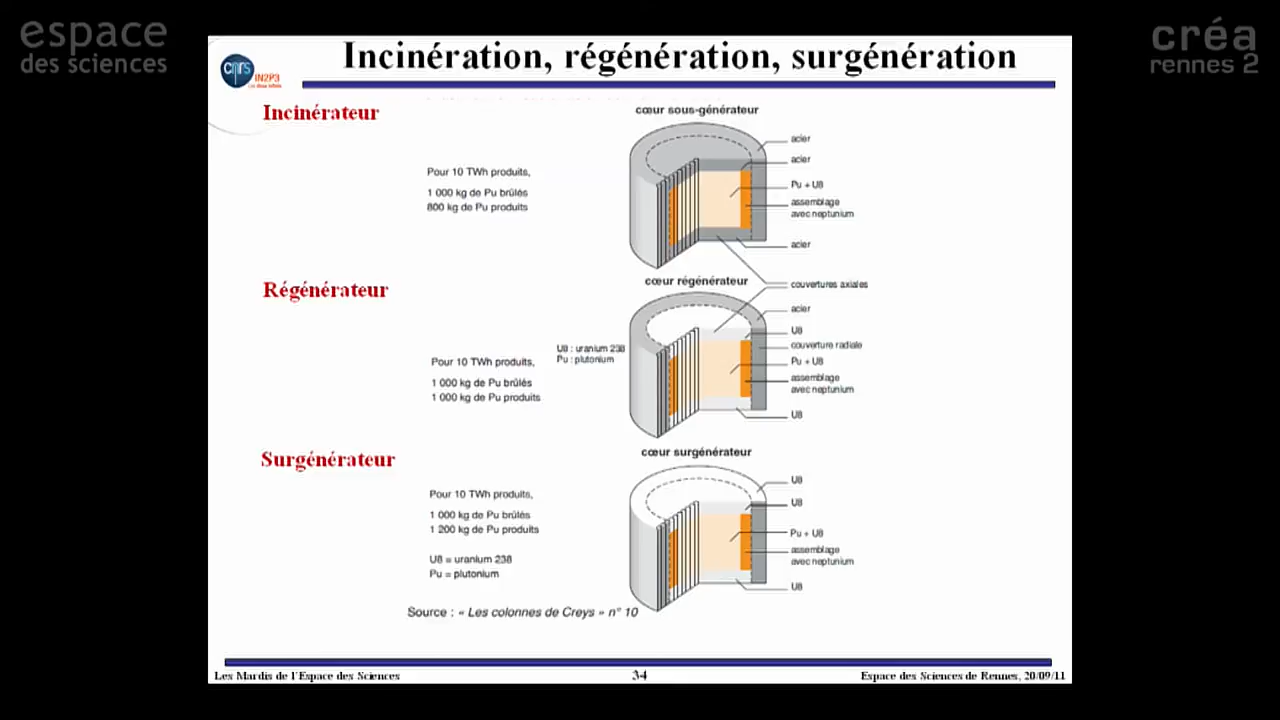 espace
des sciences
créa
rennes 2
cnrs
IN2P3
Les deux infinis
Incinération, régénération, surgénération
Incinérateur
cœur sous-générateur
Pour 10 TWh produits,
1 000 kg de Pu brûlés
800 kg de Pu produits
acier
acier
Pu + U8
assemblage
avec neptunium
acier
couvertures axiales
Régénérateur
cœur régénérateur
U8 : uranium 238
Pu : plutonium
Pour 10 TWh produits,
1 000 kg de Pu brûlés
1 000 kg de Pu produits
acier
U8
couverture radiale
Pu + U8
assemblage
avec neptunium
U8
Surgénérateur
cœur surgénérateur
Pour 10 TWh produits,
1 000 kg de Pu brûlés
1 200 kg de Pu produits
U8 = uranium 238
Pu = plutonium
U8
U8
Pu + U8
assemblage
avec neptunium
U8
Source : « Les colonnes de Creys » n° 10
Les Mardis de l'Espace des Sciences
34
Espace des Sciences de Rennes, 20/09/11